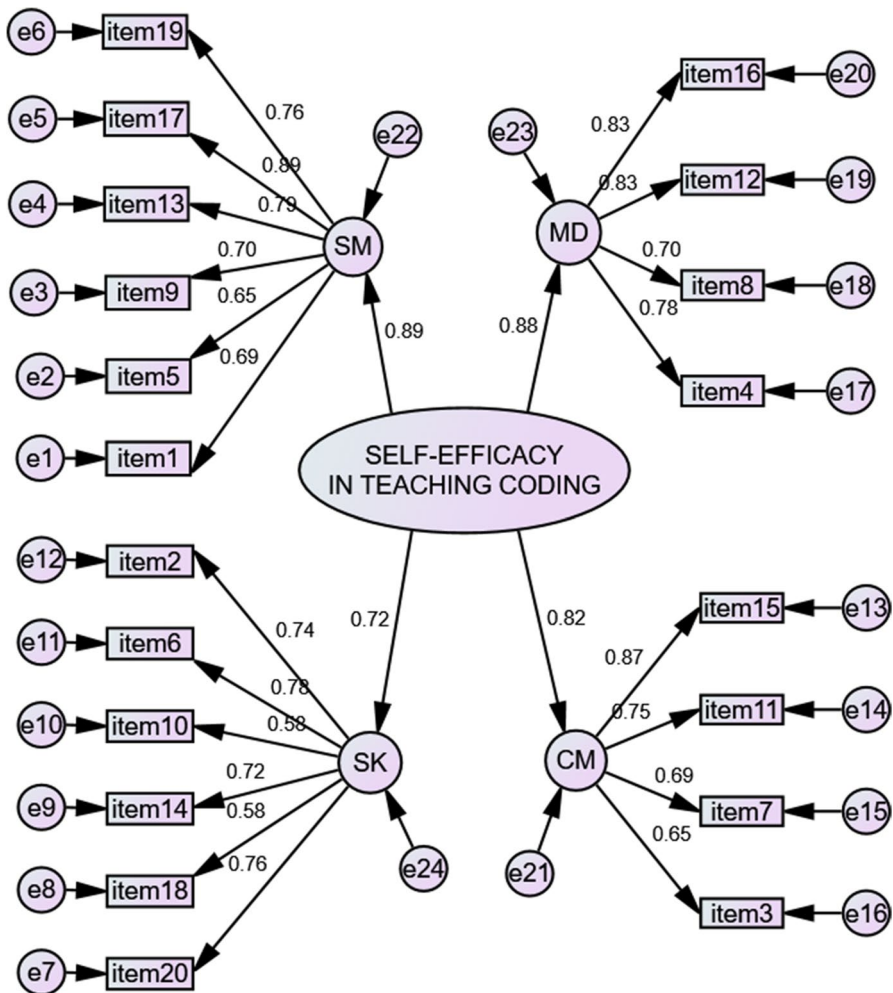 e6
item19
0.76
e5
item17
0.89
e4
item13
0.79
e3
item9
0.70
e2
item5
0.65
e1
item1
0.69
e22
SM
0.89
e23
MD
0.88
0.83
item16
e20
0.83
item12
e19
0.70
item8
e18
0.78
item4
e17
SELF-EFFICACY
IN TEACHING CODING
e12
item2
0.74
e11
item6
0.78
e10
item10
0.58
e9
item14
0.72
e8
item18
0.58
e7
item20
0.76
0.72
SK
e24
0.82
CM
e21
0.87
item15
e13
0.75
item11
e14
0.69
item7
e15
0.65
item3
e16